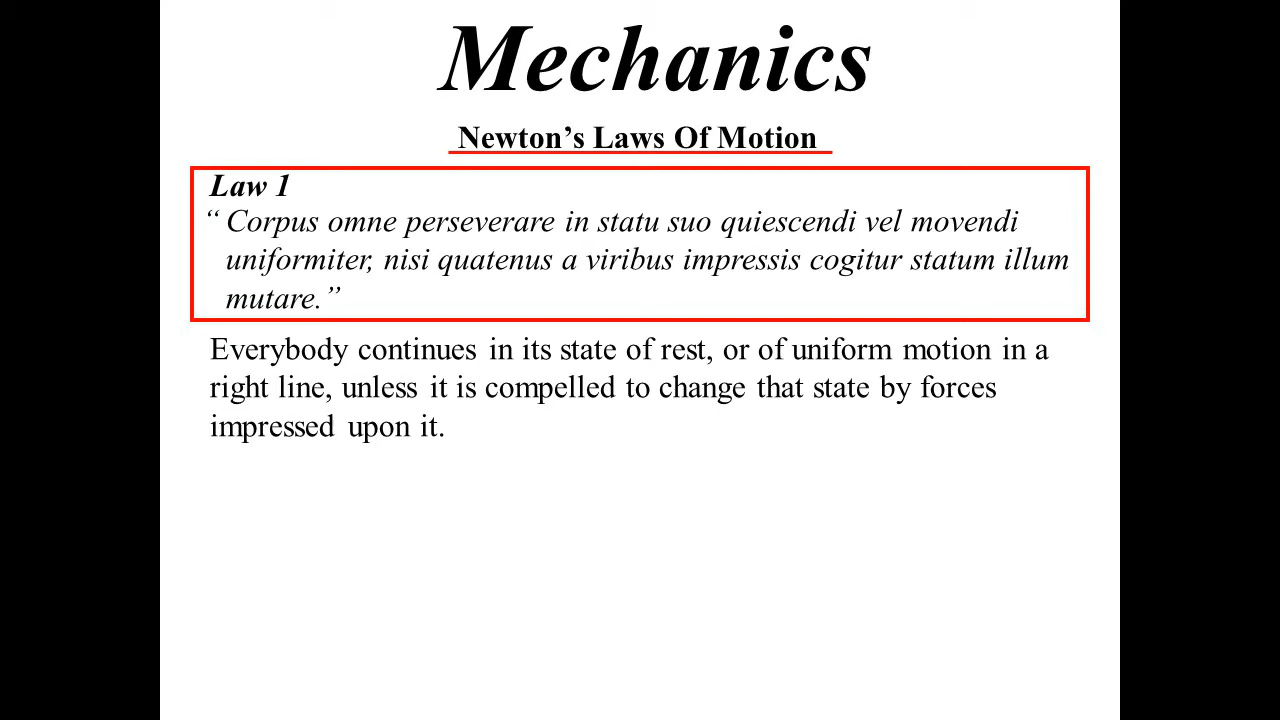 Mechanics
Newton’s Laws Of Motion
Law 1
“ Corpus omne perseverare in statu suo quiescendi vel movendi
uniformiter, nisi quatenus a viribus impressis cogitur statum illum
mutare.”
Everybody continues in its state of rest, or of uniform motion in a
right line, unless it is compelled to change that state by forces
impressed upon it.